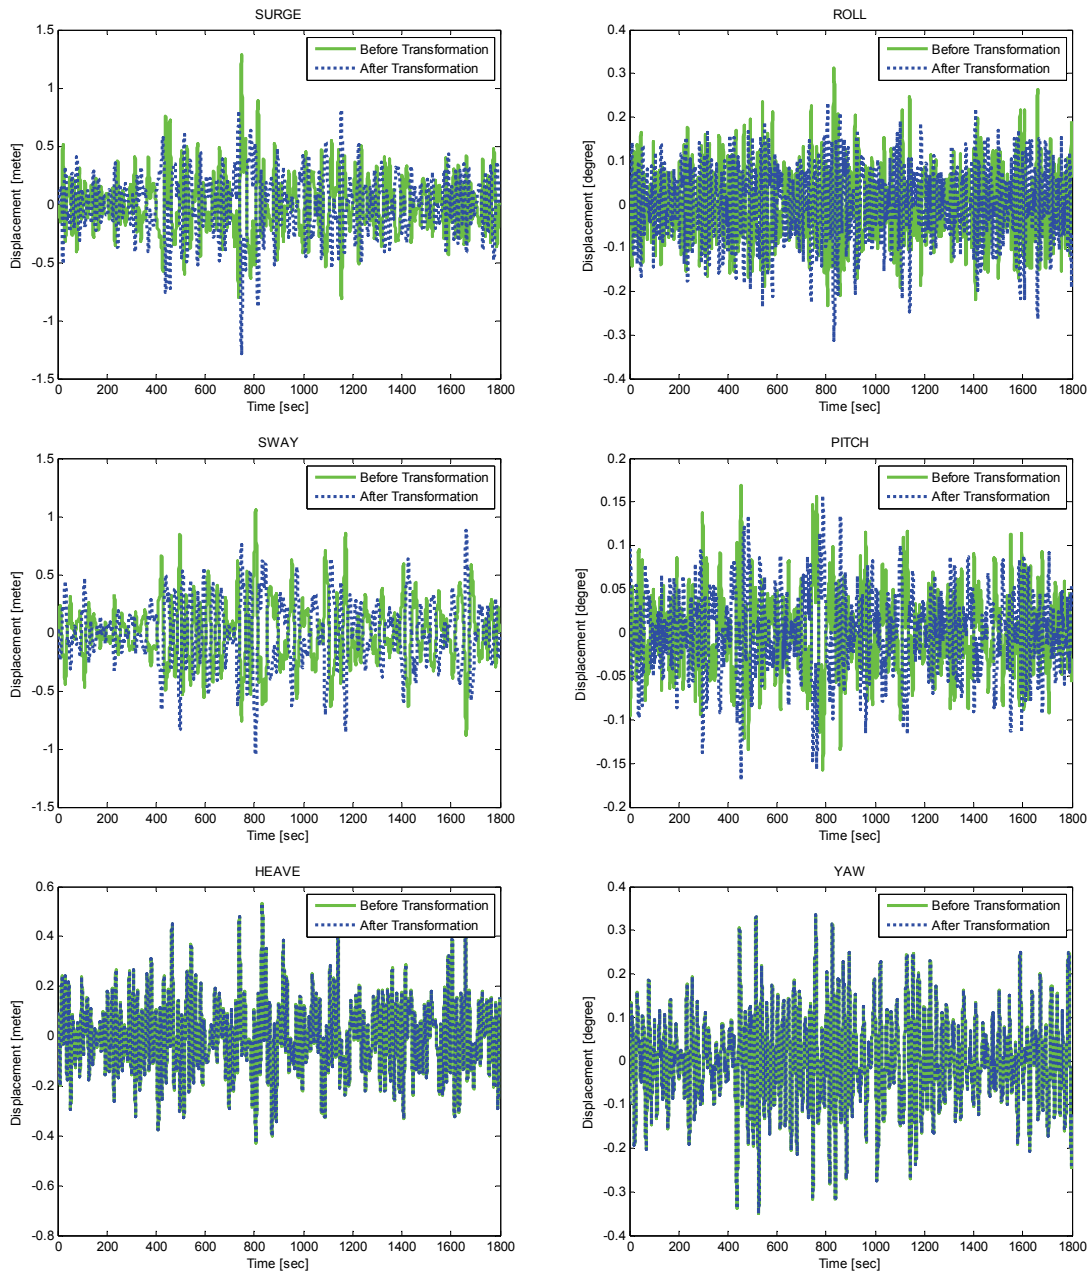 SURGE
1.5
1
0.5
0
-0.5
-1
-1.5
Displacement [meter]
0 200 400 600 800 1000 1200 1400 1600 1800
Time [sec]
Before Transformation
After Transformation
ROLL
0.4
0.3
0.2
0.1
0
-0.1
-0.2
-0.3
-0.4
Displacement [degree]
0 200 400 600 800 1000 1200 1400 1600 1800
Time [sec]
Before Transformation
After Transformation
SWAY
1.5
1
0.5
0
-0.5
-1
-1.5
Displacement [meter]
0 200 400 600 800 1000 1200 1400 1600 1800
Time [sec]
Before Transformation
After Transformation
PITCH
0.2
0.15
0.1
0.05
0
-0.05
-0.1
-0.15
-0.2
Displacement [degree]
0 200 400 600 800 1000 1200 1400 1600 1800
Time [sec]
Before Transformation
After Transformation
HEAVE
0.6
0.4
0.2
0
-0.2
-0.4
-0.6
-0.8
Displacement [meter]
0 200 400 600 800 1000 1200 1400 1600 1800
Time [sec]
Before Transformation
After Transformation
YAW
0.4
0.3
0.2
0.1
0
-0.1
-0.2
-0.3
-0.4
Displacement [degree]
0 200 400 600 800 1000 1200 1400 1600 1800
Time [sec]
Before Transformation
After Transformation